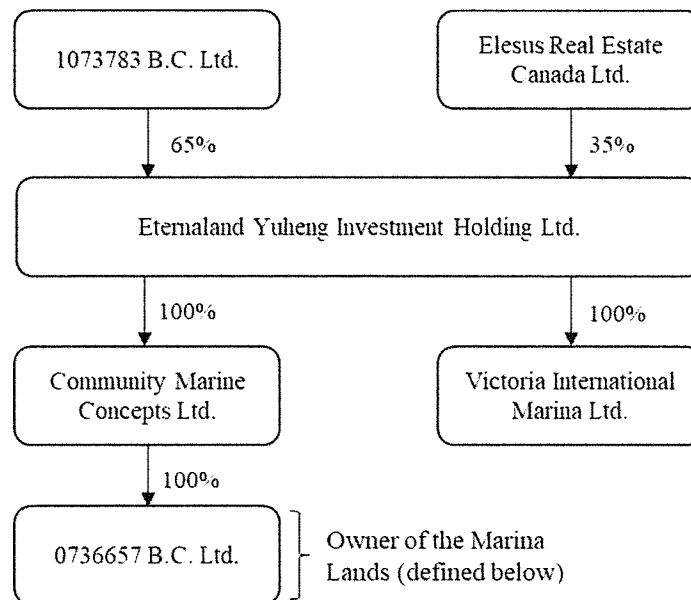 1073783 B.C. Ltd.
Elesus Real Estate
Canada Ltd.
65%
35%
Eternaland Yuheng Investment Holding Ltd.
100%
100%
Community Marine
Concepts Ltd.
Victoria International
Marina Ltd.
100%
0736657 B.C. Ltd.
Owner of the Marina
Lands (defined below)